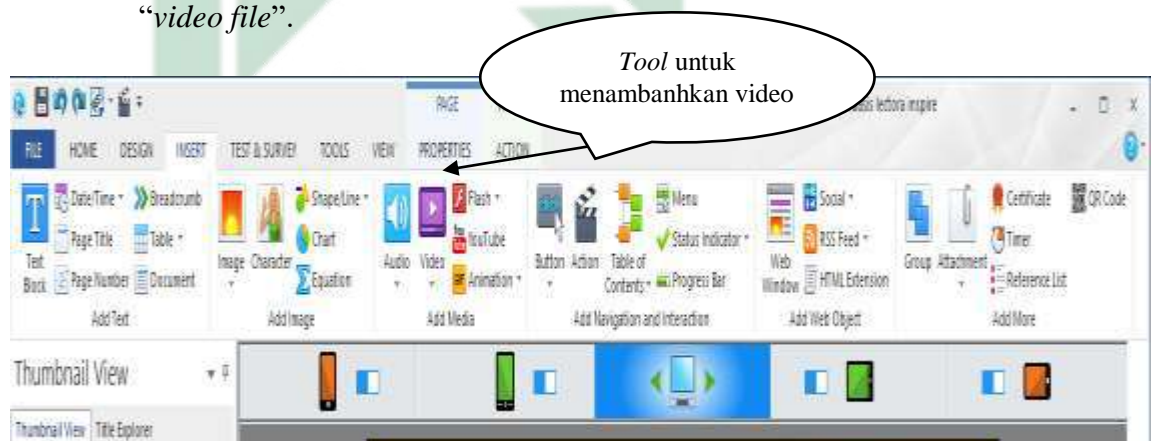 “video file”.
Tool untuk
menambanhkan video
PAGE
lectora inspire
FILE HOME DESIGN INSERT TEST & SURVEY TOOLS VIEW PROPERTIES ACTION
Date/Time Breadcrumb Shape/Line Flash Menu Social Certificate QR Code
Page Title Table Chart YouTube Status Indicator RSS Feed Timer
Text Image Character Audio Video Button Action Table of Web Group Attachment
Block Page Number Document Equation Animation Contents Progress Bar Window HTML Extension Reference List
Add Text Add Image Add Media Add Navigation and Interaction Add Web Object Add More
Thumbnail View
Thumbnail View Title Explorer